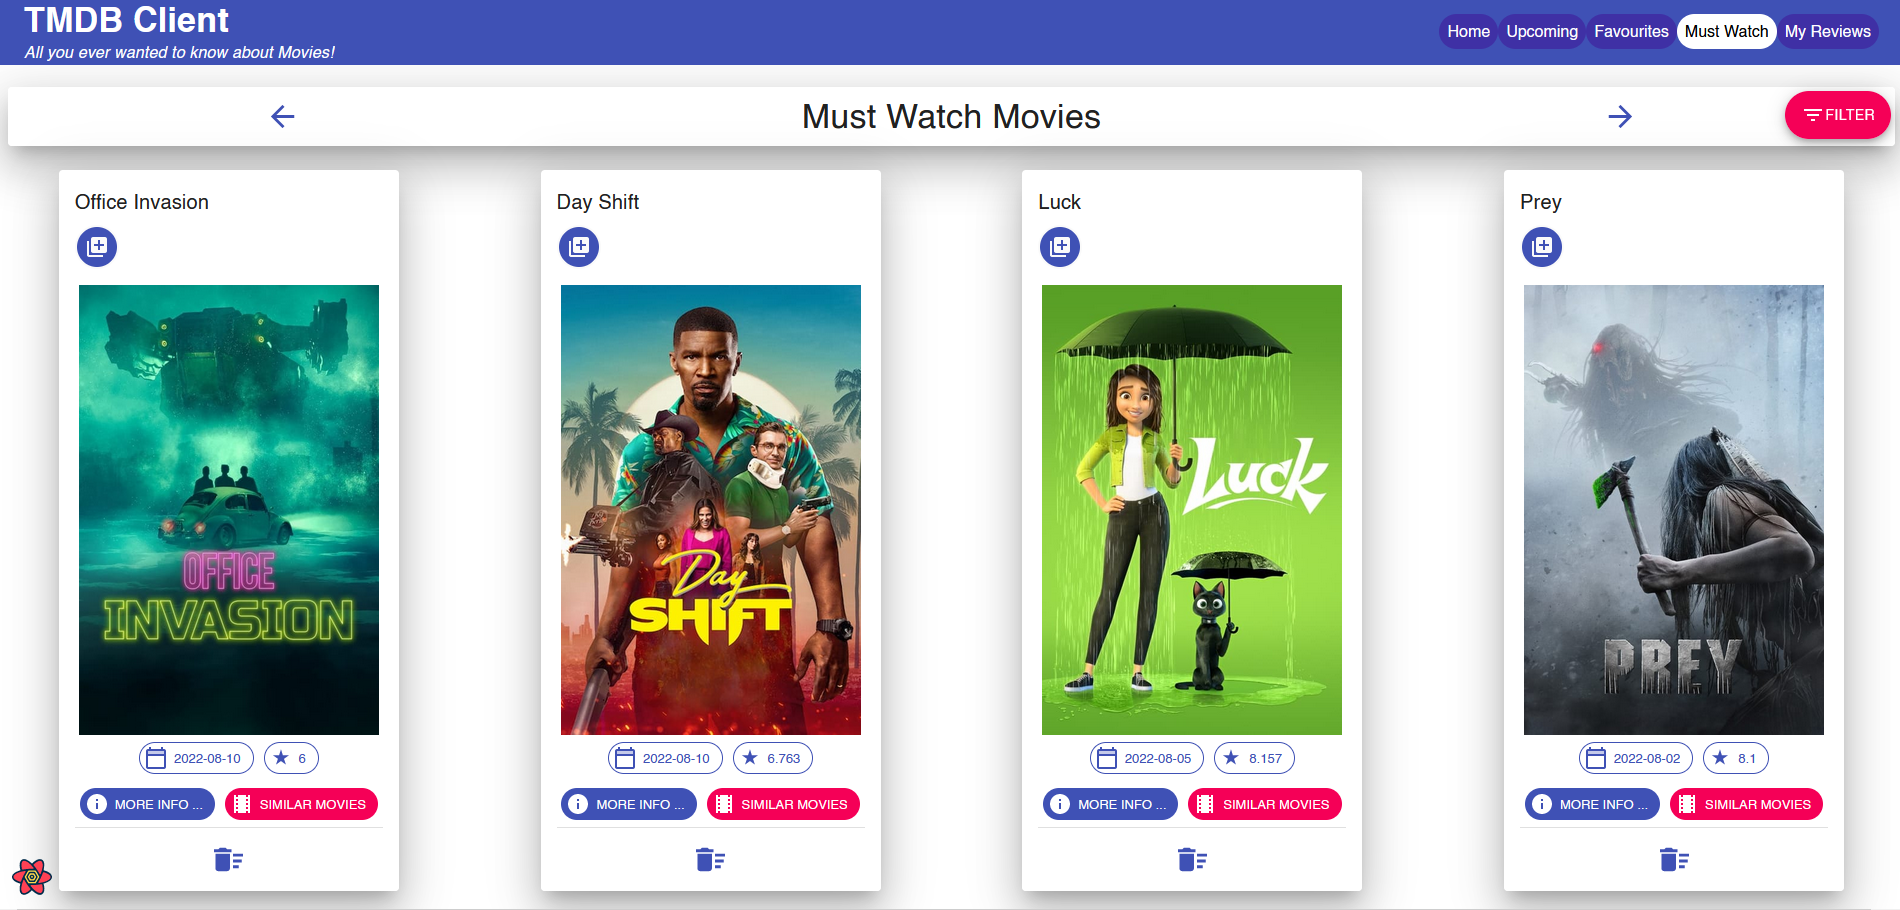 TMDB Client
All you ever wanted to know about Movies!
Home Upcoming Favourites Must Watch My Reviews
Must Watch Movies
FILTER
Office Invasion
Day Shift
Luck
Prey
OFFICE
INVASION
Day
SHIFT
Luck
PREY
2022-08-10 6
2022-08-10 6.763
2022-08-05 8.157
2022-08-02 8.1
MORE INFO ... SIMILAR MOVIES
MORE INFO ... SIMILAR MOVIES
MORE INFO ... SIMILAR MOVIES
MORE INFO ... SIMILAR MOVIES